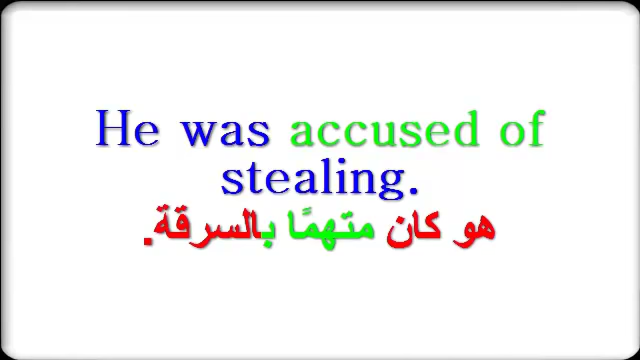 He was accused of
stealing.
هو كان متهمًا بالسرقة.